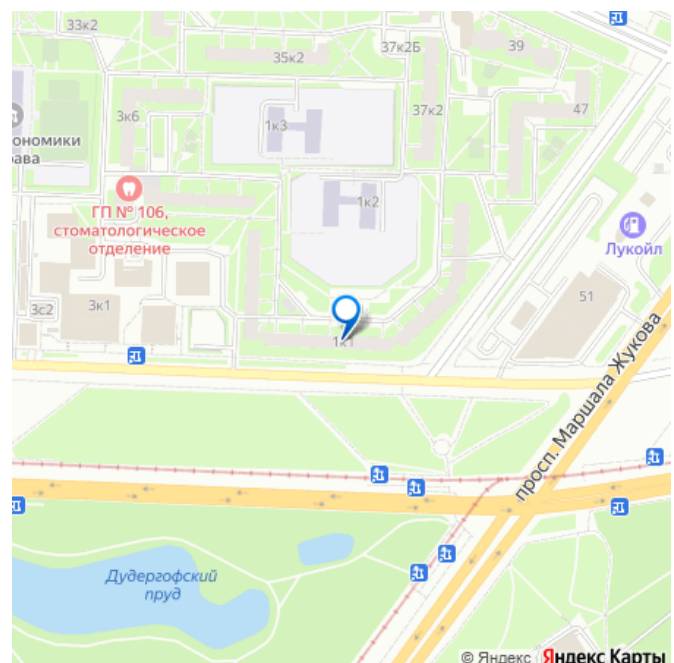 33к2
35к2
37к2Б
39
3к6
1к3
37к2
47
ономики
рава
ГП № 106,
стоматологическое
отделение
1к2
Лукойл
3с2
3к1
51
1к1
просп. Маршала Жукова
Дудергофский
пруд
© Яндекс Яндекс Карты